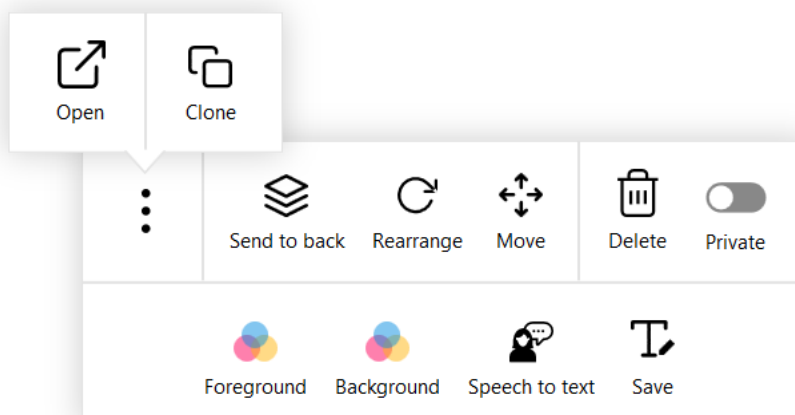 Open
Clone
Send to back
Rearrange
Move
Delete
Private
Foreground
Background
Speech to text
Save